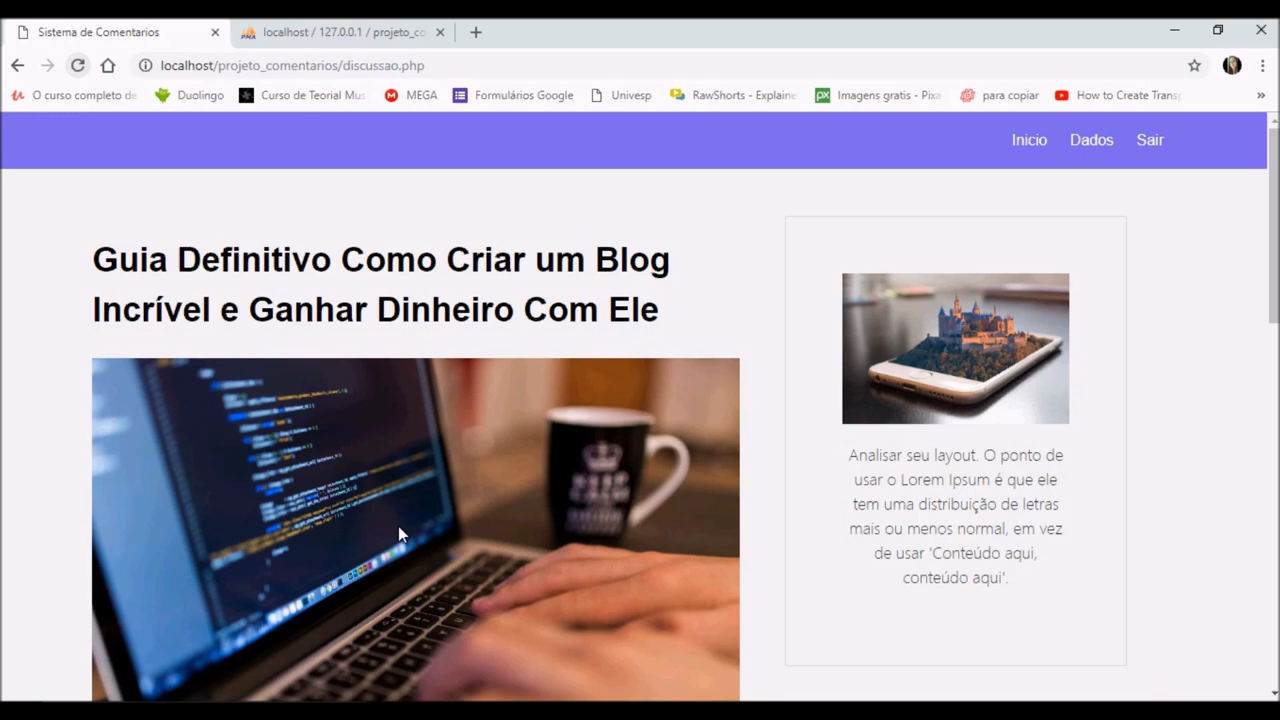 Sistema de Comentarios
localhost / 127.0.0.1 / projeto_co
localhost/projeto_comentarios/discussao.php
O curso completo de
Duolingo
Curso de Teorial Mus
MEGA
Formulários Google
Univesp
RawShorts - Explaine
Imagens gratis - Pixa
para copiar
How to Create Trans
Inicio Dados Sair
Guia Definitivo Como Criar um Blog
Incrível e Ganhar Dinheiro Com Ele
KEEP
CALM
Analisar seu layout. O ponto de
usar o Lorem Ipsum é que ele
tem uma distribuição de letras
mais ou menos normal, em vez
de usar 'Conteúdo aqui,
conteúdo aqui'.